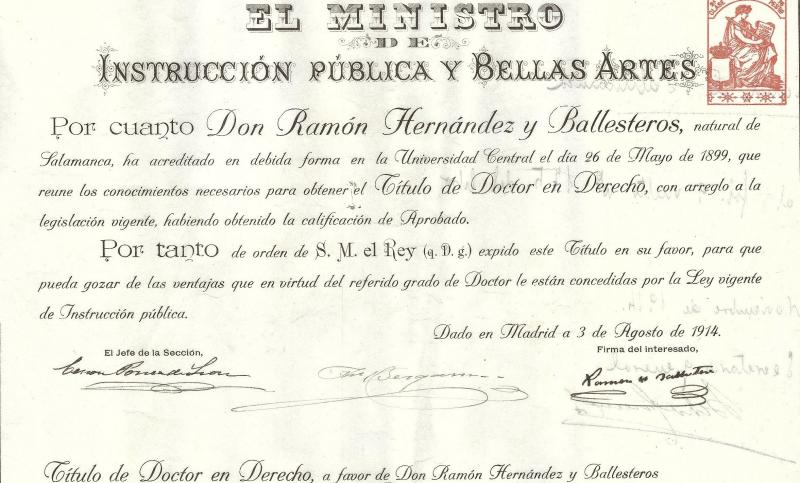 EL MINISTRO
DE
INSTRUCCIÓN PÚBLICA Y BELLAS ARTES
Por cuanto Don Ramón Hernández y Ballesteros, natural de
Salamanca, ha acreditado en debida forma en la Universidad Central el dia 26 de Mayo de 1899, que
reune los conocimientos necesarios para obtener el Título de Doctor en Derecho, con arreglo a la
legislación vigente, habiendo obtenido la calificación de Aprobado.
Por tanto de orden de S. M. el Rey (q. D. g.) expido este Título en su favor, para que
pueda gozar de las ventajas que en virtud del referido grado de Doctor le están concedidas por la Ley vigente
de Instrucción pública.
Dado en Madrid a 3 de Agosto de 1914.
El Jefe de la Sección,
Firma del interesado,
Bergamin
Ramon H Ballesteros
Título de Doctor en Derecho, a favor de Don Ramón Hernández y Ballesteros